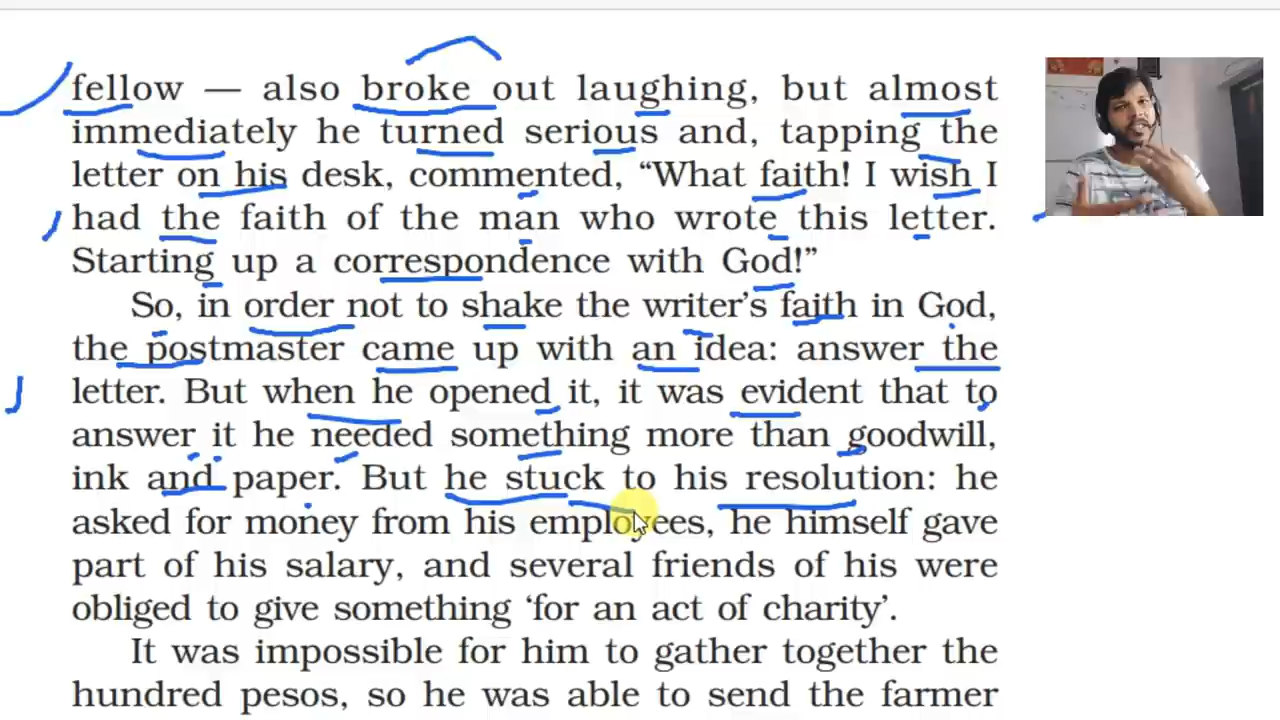 fellow — also broke out laughing, but almost
immediately he turned serious and, tapping the
letter on his desk, commented, “What faith! I wish I
had the faith of the man who wrote this letter.
Starting up a correspondence with God!”
So, in order not to shake the writer’s faith in God,
the postmaster came up with an idea: answer the
letter. But when he opened it, it was evident that to
answer it he needed something more than goodwill,
ink and paper. But he stuck to his resolution: he
asked for money from his employees, he himself gave
part of his salary, and several friends of his were
obliged to give something ‘for an act of charity’.
It was impossible for him to gather together the
hundred pesos, so he was able to send the farmer